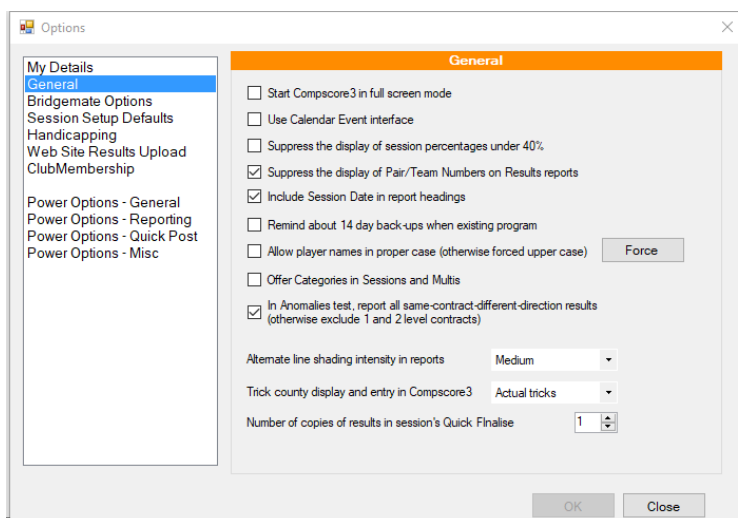 Options
My Details
General
Bridgemate Options
Session Setup Defaults
Handicapping
Web Site Results Upload
ClubMembership
Power Options - General
Power Options - Reporting
Power Options - Quick Post
Power Options - Misc
General
Start Compscore3 in full screen mode
Use Calendar Event interface
Suppress the display of session percentages under 40%
Suppress the display of Pair/Team Numbers on Results reports
Include Session Date in report headings
Remind about 14 day back-ups when existing program
Allow player names in proper case (otherwise forced upper case) Force
Offer Categories in Sessions and Multis
In Anomalies test, report all same-contract-different-direction results
(otherwise exclude 1 and 2 level contracts)
Alternate line shading intensity in reports Medium
Trick county display and entry in Compscore3 Actual tricks
Number of copies of results in session's Quick FInalise 1
OK Close